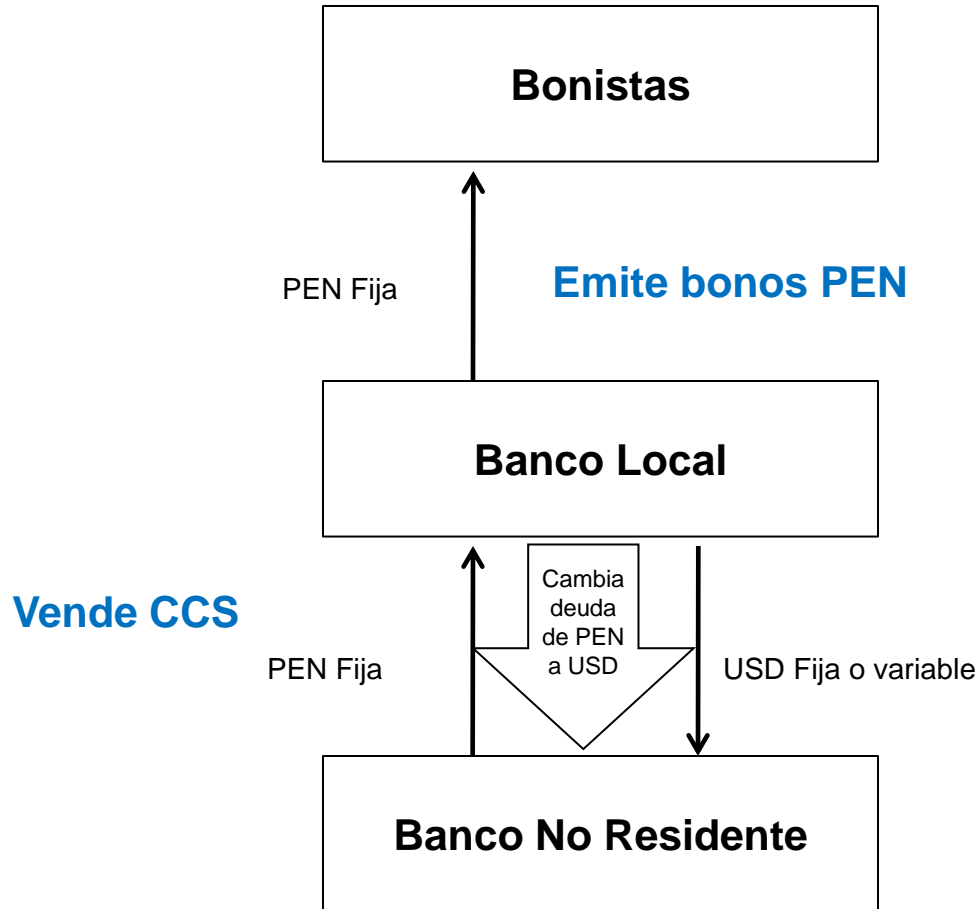 Bonistas
PEN Fija
Emite bonos PEN
Banco Local
Vende CCS
Cambia
deuda
de PEN
a USD
PEN Fija
USD Fija o variable
Banco No Residente